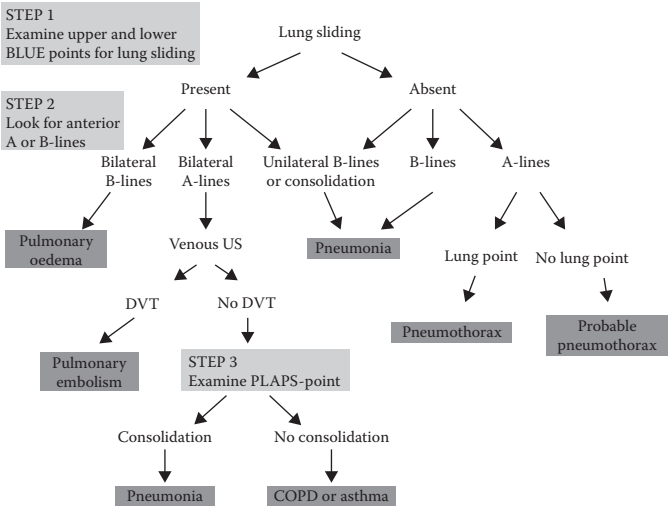 STEP 1
Examine upper and lower
BLUE points for lung sliding
Lung sliding
Present
Absent
STEP 2
Look for anterior
A or B-lines
Bilateral
B-lines
Bilateral
A-lines
Unilateral B-lines
or consolidation
B-lines
A-lines
Pulmonary
oedema
Venous US
Pneumonia
Lung point
No lung point
DVT
No DVT
Pneumothorax
Probable
pneumothorax
Pulmonary
embolism
STEP 3
Examine PLAPS-point
Consolidation
No consolidation
Pneumonia
COPD or asthma